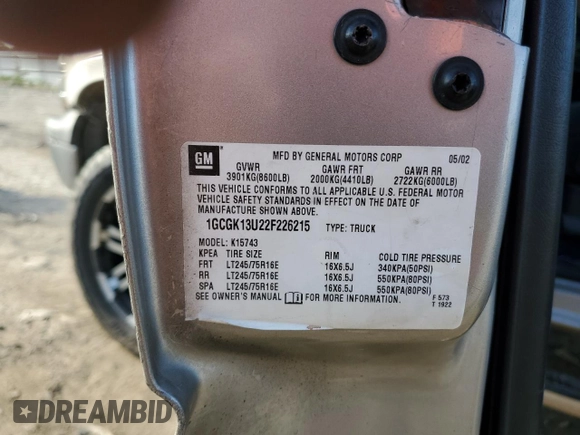 GM MFD BY GENERAL MOTORS CORP 05/02
GVWR GAWR FRT GAWR RR
3901KG(8600LB) 2000KG(4410LB) 2722KG(6000LB)
THIS VEHICLE CONFORMS TO ALL APPLICABLE U.S. FEDERAL MOTOR
VEHICLE SAFETY STANDARDS IN EFFECT ON THE DATE OF
MANUFACTURE SHOWN ABOVE.
1GCGK13U22F226215 TYPE: TRUCK
MODEL: K15743
KPEA TIRE SIZE RIM COLD TIRE PRESSURE
FRT LT245/75R16E 16X6.5J 340KPA(50PSI)
RR LT245/75R16E 16X6.5J 550KPA(80PSI)
SPA LT245/75R16E 16X6.5J 550KPA(80PSI)
SEE OWNER'S MANUAL FOR MORE INFORMATION.
F 573
T 1922
DREAMBID